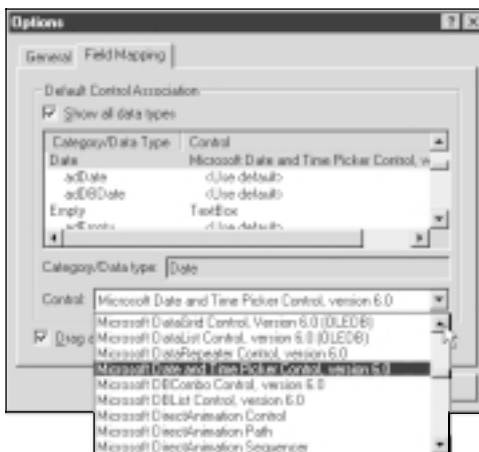 Options
General Field Mapping
Default Control Association
Show all data types
Category/Data Type Control
Date Microsoft Date and Time Picker Control, v
adDate <Use default>
adDBDate <Use default>
Empty TextBox
adEmpty <Use default>
Category/Data type: Date
Control: Microsoft Date and Time Picker Control, version 6.0
Microsoft DataGrid Control, Version 6.0 (OLEDB)
Drag
Microsoft DataList Control, version 6.0 (OLEDB)
Microsoft DataRepeater Control, version 6.0
Microsoft Date and Time Picker Control, version 6.0
Microsoft DBCombo Control, version 6.0
Microsoft DBList Control, version 6.0
Microsoft DirectAnimation Control
Microsoft DirectAnimation Path
Microsoft DirectAnimation Sequencer